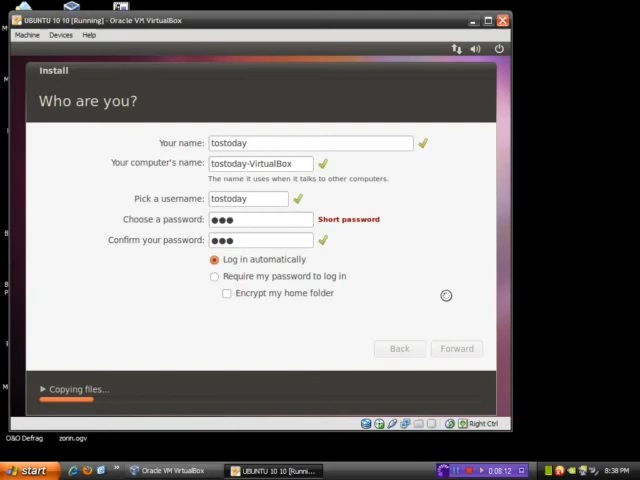 UBUNTU 10 10 [Running] - Oracle VM VirtualBox
Machine Devices Help
Install
Who are you?
Your name: tostoday
Your computer's name: tostoday-VirtualBox
The name it uses when it talks to other computers.
Pick a username: tostoday
Choose a password: ●●● Short password
Confirm your password: ●●●
Log in automatically
Require my password to log in
Encrypt my home folder
Back Forward
Copying files...
Right Ctrl
O&O Defrag zorin.ogv
start » Oracle VM VirtualBox UBUNTU 10 10 [Runni... 0:08:12 8:38 PM